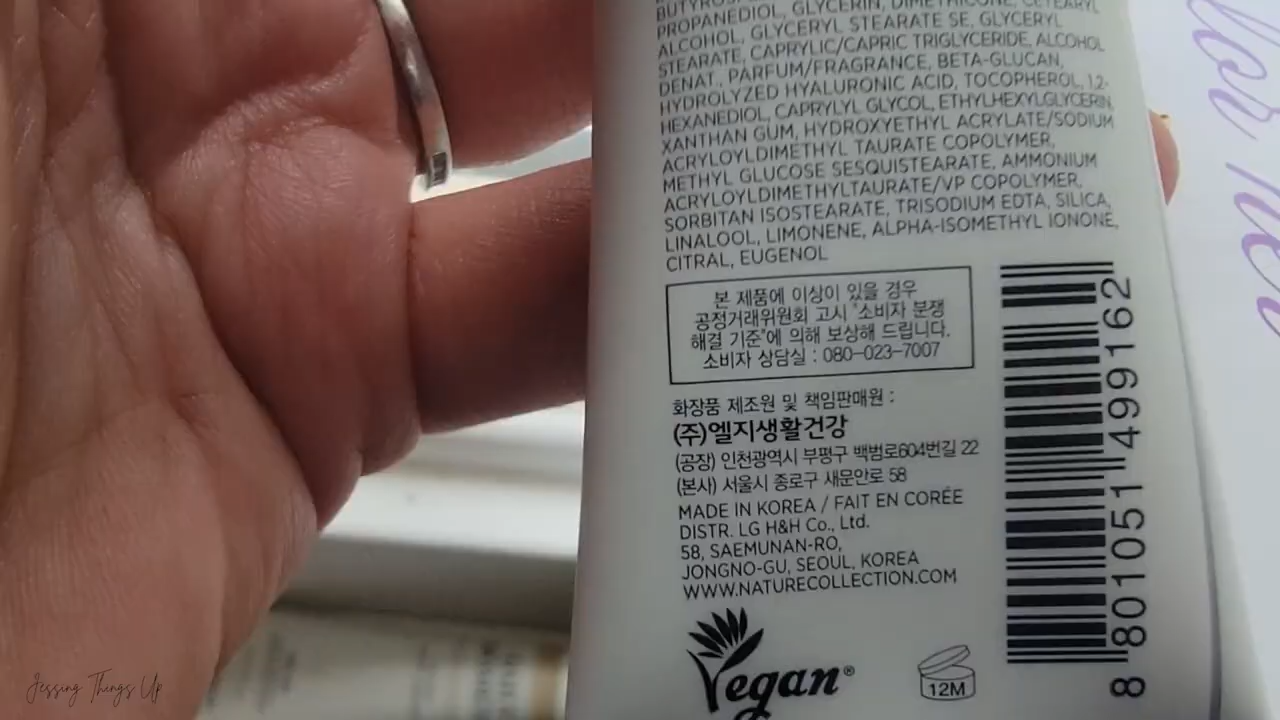 PROPANEDIOL, GLYCERIN, DIMETHICONE, CETEARYL
ALCOHOL, GLYCERYL STEARATE SE, GLYCERYL
STEARATE, CAPRYLIC/CAPRIC TRIGLYCERIDE, ALCOHOL
DENAT., PARFUM/FRAGRANCE, BETA-GLUCAN,
HYDROLYZED HYALURONIC ACID, TOCOPHEROL, 1,2-
HEXANEDIOL, CAPRYLYL GLYCOL, ETHYLHEXYLGLYCERIN,
XANTHAN GUM, HYDROXYETHYL ACRYLATE/SODIUM
ACRYLOYLDIMETHYL TAURATE COPOLYMER,
METHYL GLUCOSE SESQUISTEARATE, AMMONIUM
ACRYLOYLDIMETHYLTAURATE/VP COPOLYMER,
SORBITAN ISOSTEARATE, TRISODIUM EDTA, SILICA,
LINALOOL, LIMONENE, ALPHA-ISOMETHYL IONONE,
CITRAL, EUGENOL
본 제품에 이상이 있을 경우
공정거래위원회 고시 "소비자 분쟁
해결 기준"에 의해 보상해 드립니다.
소비자 상담실 : 080-023-7007
화장품 제조원 및 책임판매원 :
(주)엘지생활건강
(공장) 인천광역시 부평구 백범로604번길 22
(본사) 서울시 종로구 새문안로 58
MADE IN KOREA / FAIT EN CORÉE
DISTR. LG H&H Co., Ltd.
58, SAEMUNAN-RO,
JONGNO-GU, SEOUL, KOREA
WWW.NATURECOLLECTION.COM
Vegan®
12M
8 801051 499162
Jessing Things Up